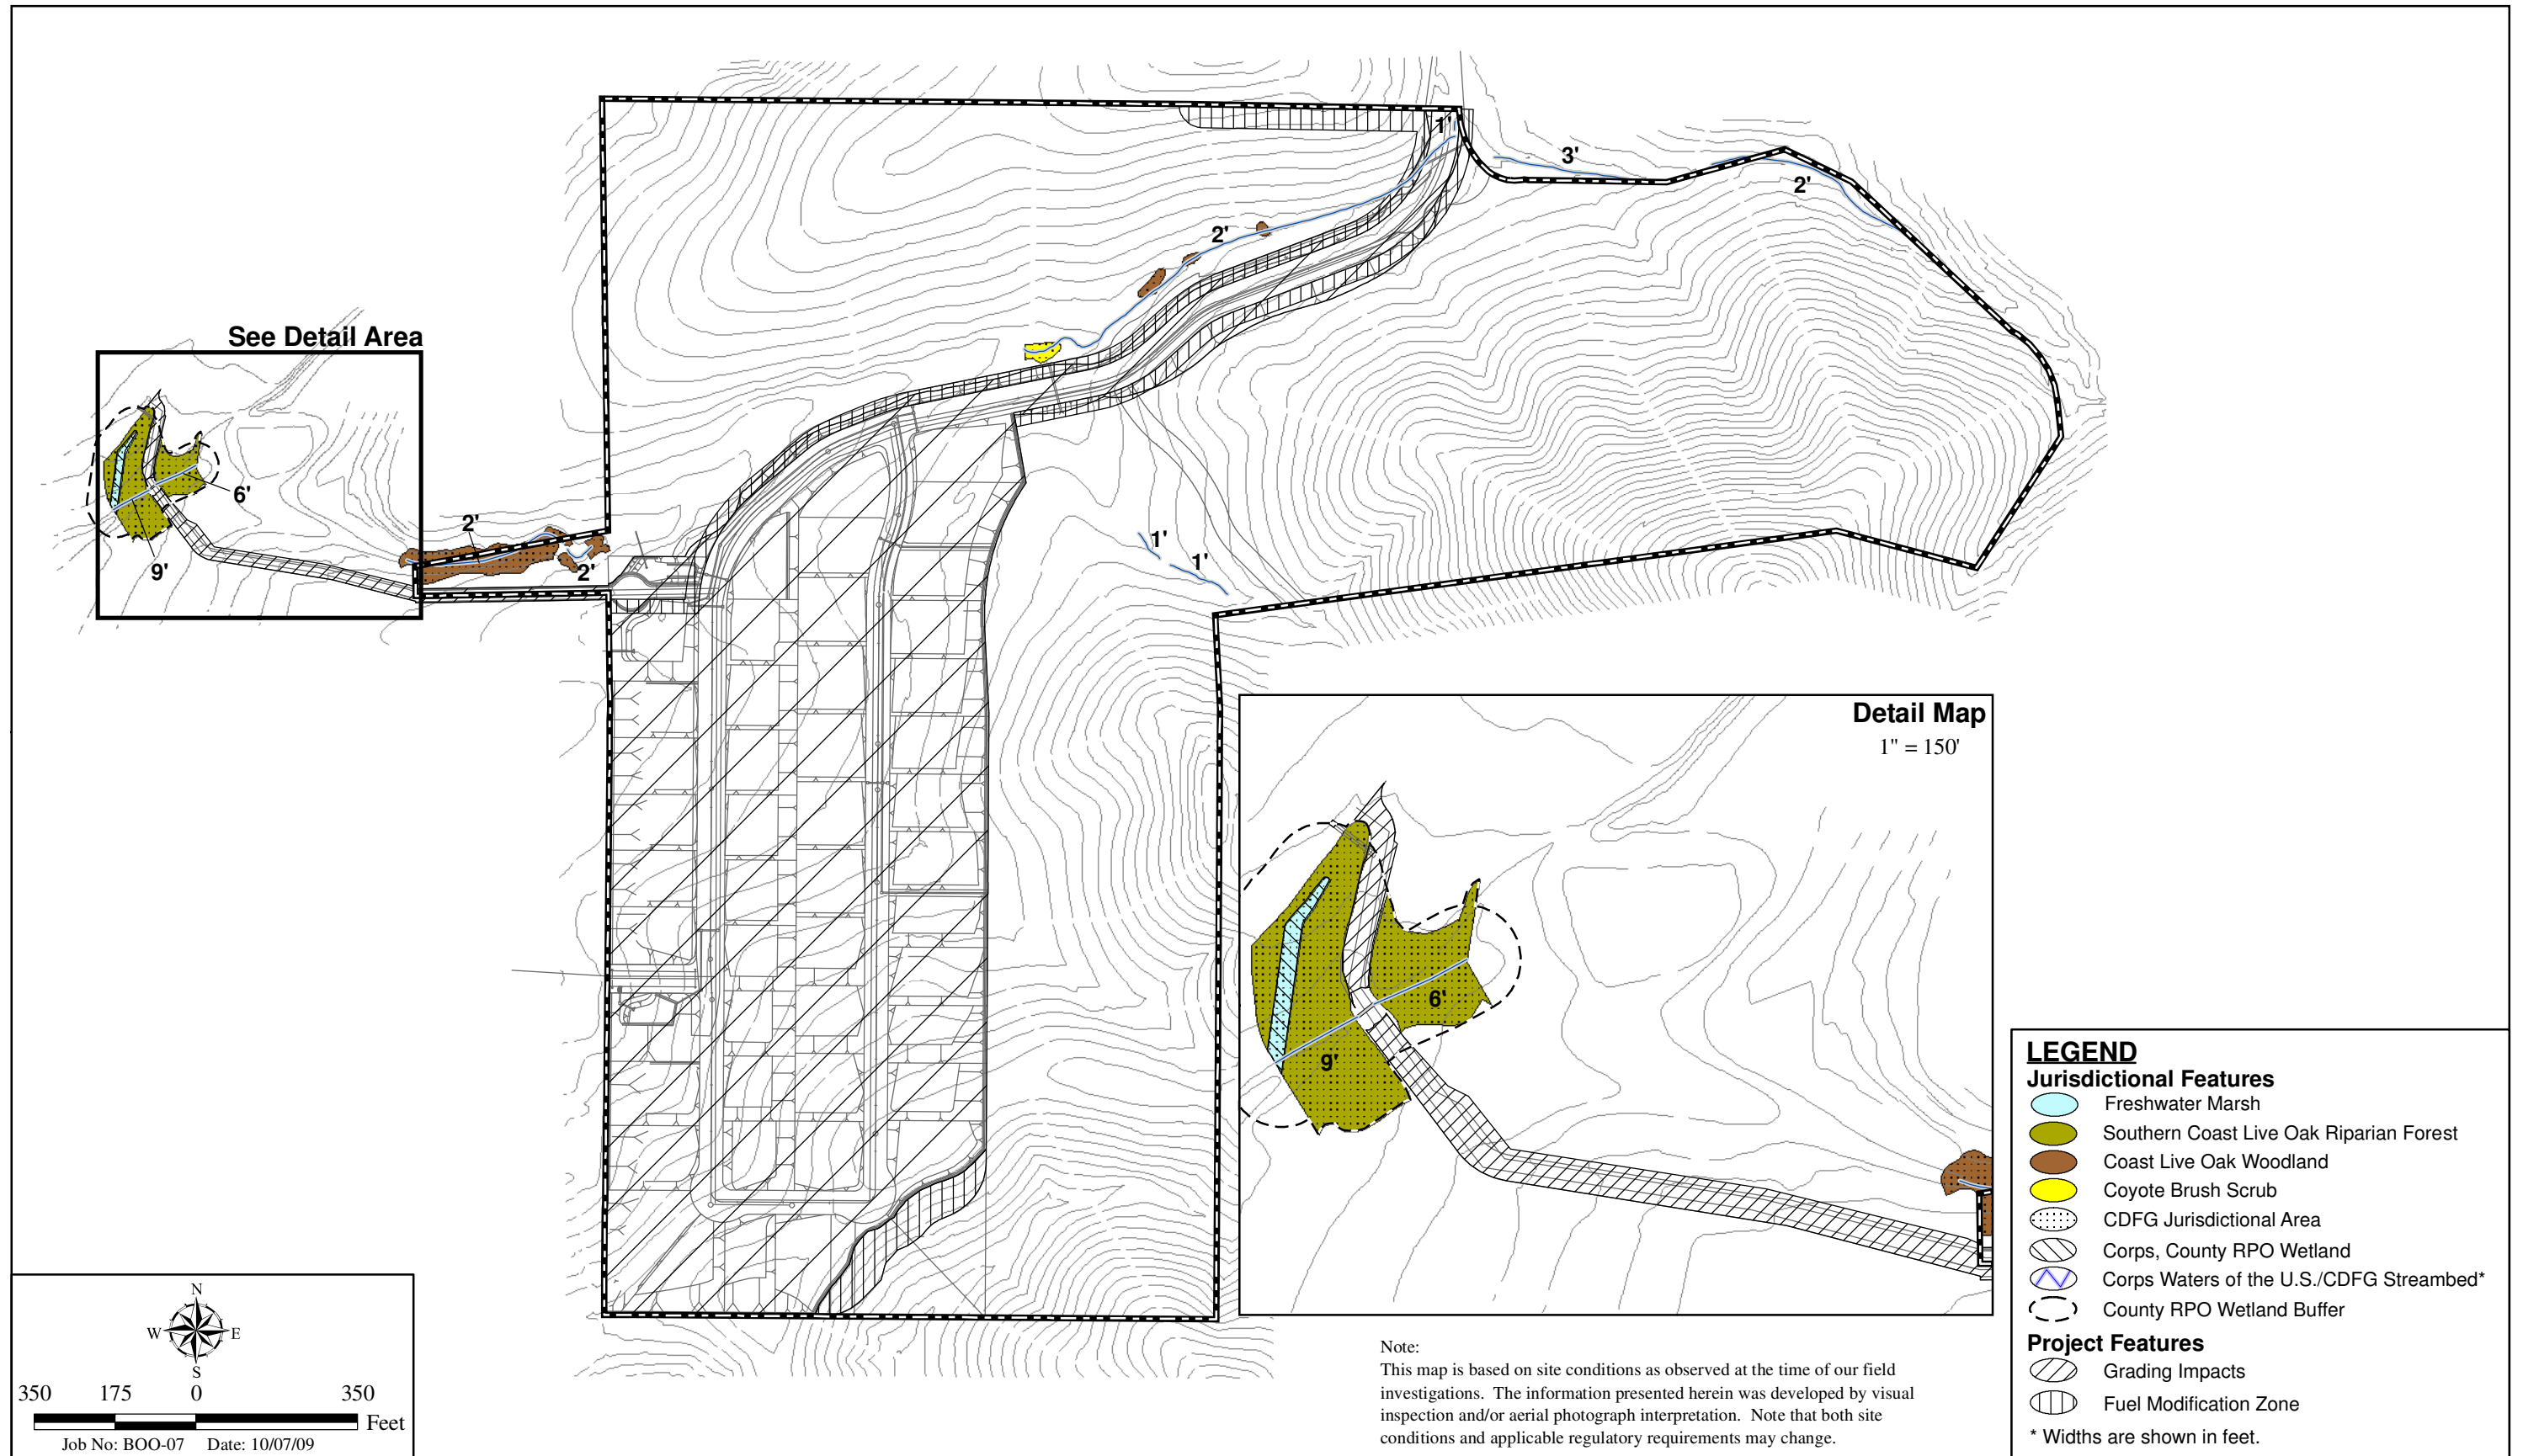 1'
3'
2'
2'
See Detail Area
6'
2'
9'
2'
1'
1'
Detail Map
1" = 150'
6'
9'
LEGEND
Jurisdictional Features
Freshwater Marsh
Southern Coast Live Oak Riparian Forest
Coast Live Oak Woodland
Coyote Brush Scrub
CDFG Jurisdictional Area
Corps, County RPO Wetland
Corps Waters of the U.S./CDFG Streambed*
County RPO Wetland Buffer
Project Features
Grading Impacts
Fuel Modification Zone
* Widths are shown in feet.
N
W E
S
350 175 0 350
Feet
Job No: BOO-07 Date: 10/07/09
Note:
This map is based on site conditions as observed at the time of our field
investigations. The information presented herein was developed by visual
inspection and/or aerial photograph interpretation. Note that both site
conditions and applicable regulatory requirements may change.